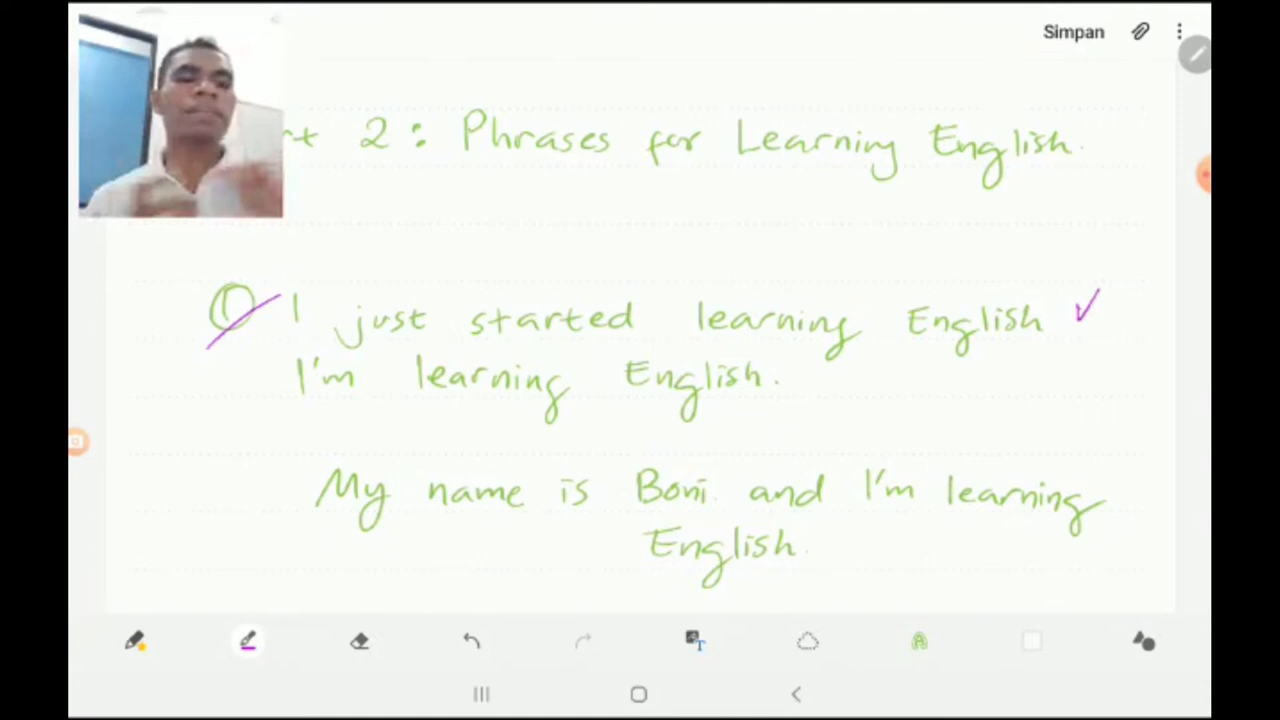 Simpan
2: Phrases for Learning English.
① I just started learning English ✓
I'm learning English.
My name is Boni and I'm learning
English.